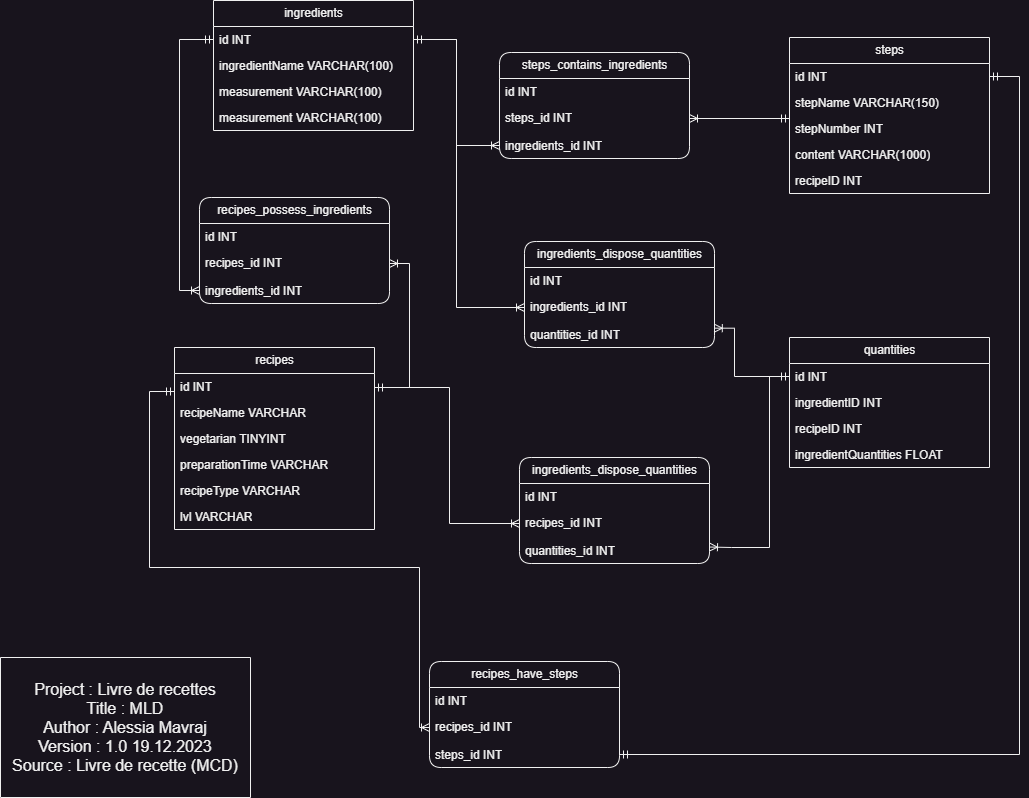 ingredients
id INT
ingredientName VARCHAR(100)
measurement VARCHAR(100)
measurement VARCHAR(100)
steps_contains_ingredients
id INT
steps_id INT
ingredients_id INT
steps
id INT
stepName VARCHAR(150)
stepNumber INT
content VARCHAR(1000)
recipeID INT
recipes_possess_ingredients
id INT
recipes_id INT
ingredients_id INT
ingredients_dispose_quantities
id INT
ingredients_id INT
quantities_id INT
recipes
id INT
recipeName VARCHAR
vegetarian TINYINT
preparationTime VARCHAR
recipeType VARCHAR
lvl VARCHAR
quantities
id INT
ingredientID INT
recipeID INT
ingredientQuantities FLOAT
ingredients_dispose_quantities
id INT
recipes_id INT
quantities_id INT
recipes_have_steps
id INT
recipes_id INT
steps_id INT
Project : Livre de recettes
Title : MLD
Author : Alessia Mavraj
Version : 1.0 19.12.2023
Source : Livre de recette (MCD)